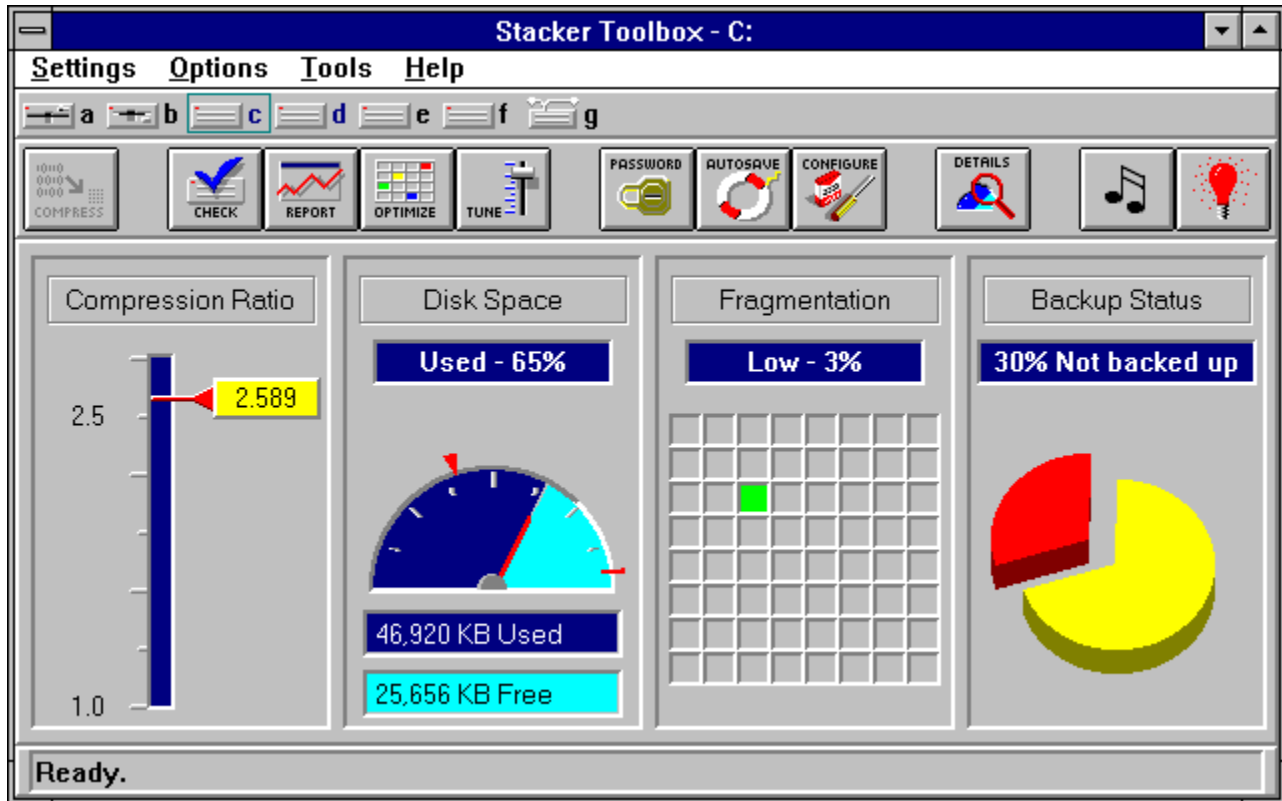 Stacker Toolbox - C:
Settings Options Tools Help
a b c d e f g
COMPRESS CHECK REPORT OPTIMIZE TUNE PASSWORD AUTOSAVE CONFIGURE DETAILS
Compression Ratio
2.589
2.5
1.0
Disk Space
Used - 65%
46,920 KB Used
25,656 KB Free
Fragmentation
Low - 3%
Backup Status
30% Not backed up
Ready.